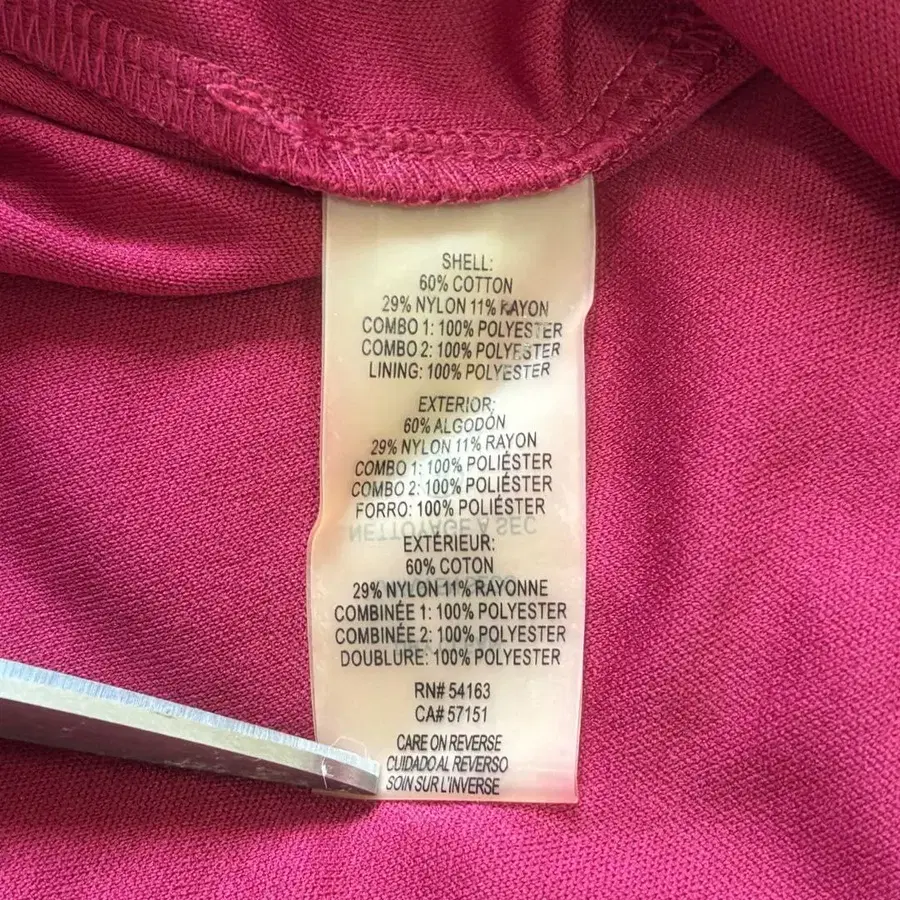 SHELL:
60% COTTON
29% NYLON 11% RAYON
COMBO 1: 100% POLYESTER
COMBO 2: 100% POLYESTER
LINING: 100% POLYESTER
EXTERIOR:
60% ALGODÓN
29% NYLON 11% RAYON
COMBO 1: 100% POLIÉSTER
COMBO 2: 100% POLIÉSTER
FORRO: 100% POLIÉSTER
NETTOYAGE À SEC
EXTÉRIEUR:
60% COTON
29% NYLON 11% RAYONNE
COMBINÉE 1: 100% POLYESTER
COMBINÉE 2: 100% POLYESTER
DOUBLURE: 100% POLYESTER
RN# 54163
CA# 57151
CARE ON REVERSE
CUIDADO AL REVERSO
SOIN SUR L'INVERSE